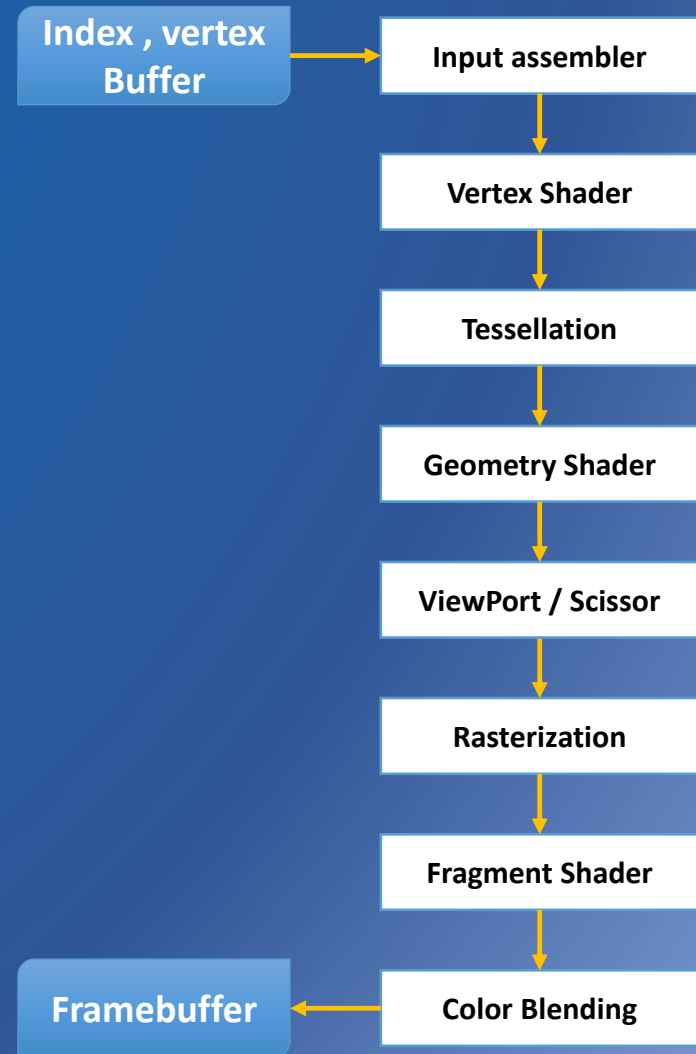 Index , vertex
Buffer
Input assembler
Vertex Shader
Tessellation
Geometry Shader
ViewPort / Scissor
Rasterization
Fragment Shader
Framebuffer
Color Blending